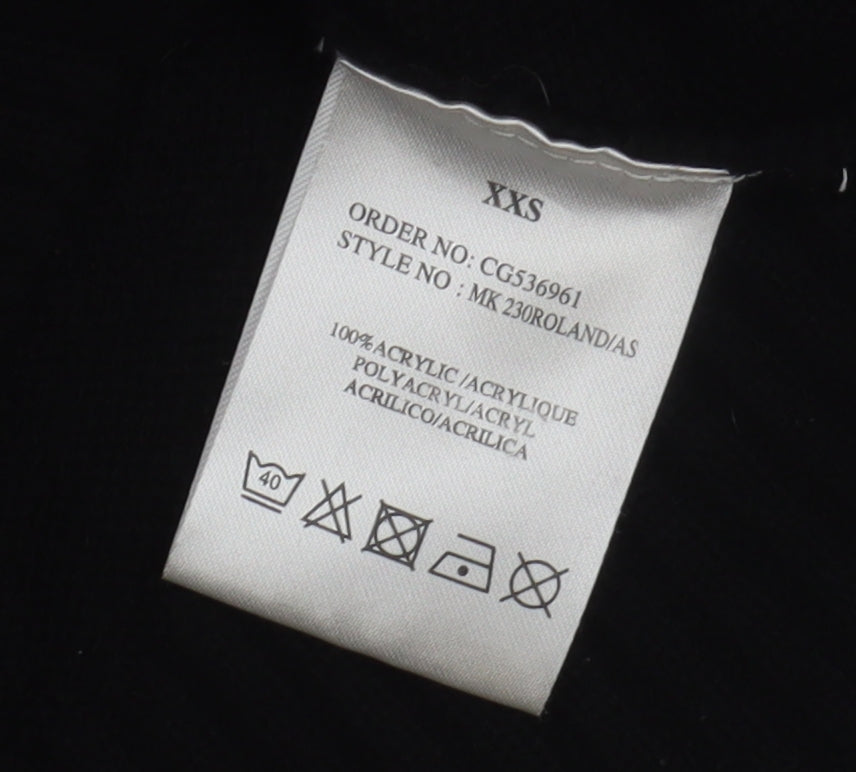 XXS
ORDER NO: CG536961
STYLE NO : MK 230ROLAND/AS
100%ACRYLIC /ACRYLIQUE
POLYACRYL/ACRYL
ACRILICO/ACRILICA
40